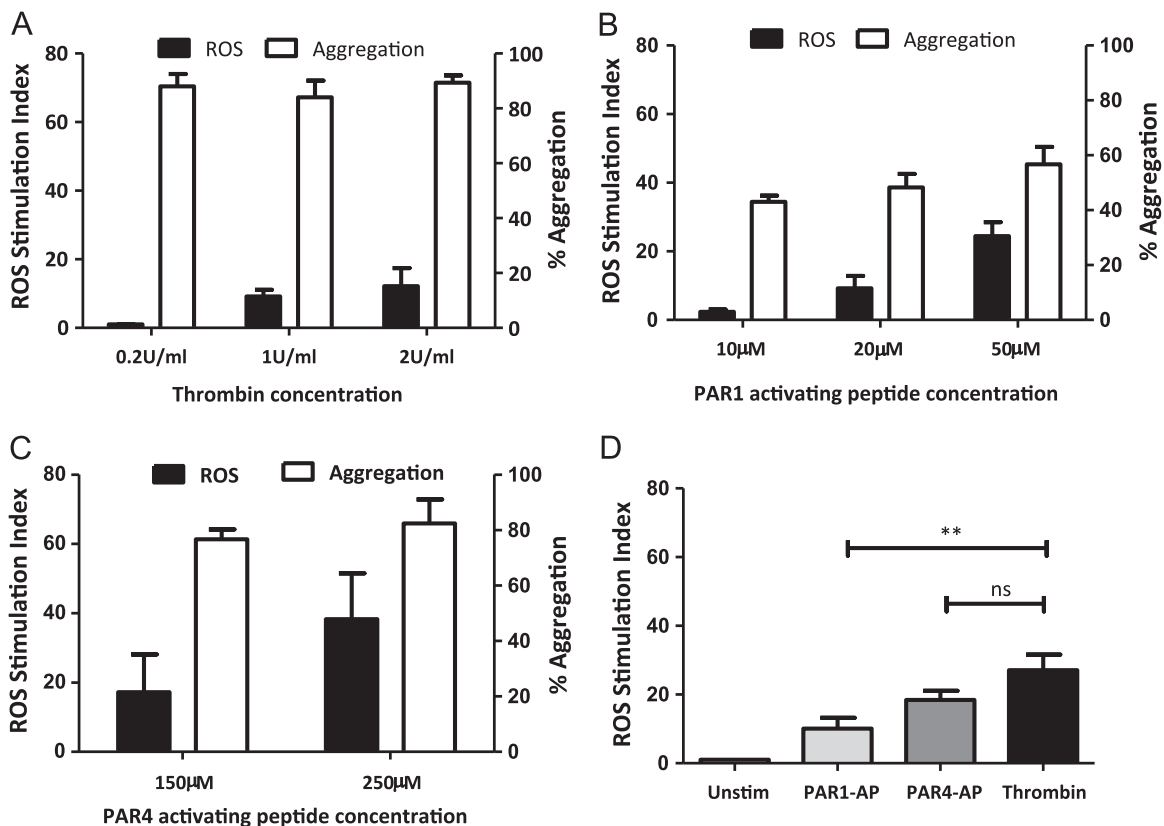 A
ROS Aggregation
80
60
40
20
0
100
80
60
40
20
0
ROS Stimulation Index
% Aggregation
0.2U/ml 1U/ml 2U/ml
Thrombin concentration
B
ROS Aggregation
80
60
40
20
0
100
80
60
40
20
0
ROS Stimulation Index
% Aggregation
10µM 20µM 50µM
PAR1 activating peptide concentration
C
ROS Aggregation
80
60
40
20
0
100
80
60
40
20
0
ROS Stimulation Index
% Aggregation
150µM 250µM
PAR4 activating peptide concentration
D
80
60
40
20
0
ROS Stimulation Index
**
ns
Unstim PAR1-AP PAR4-AP Thrombin